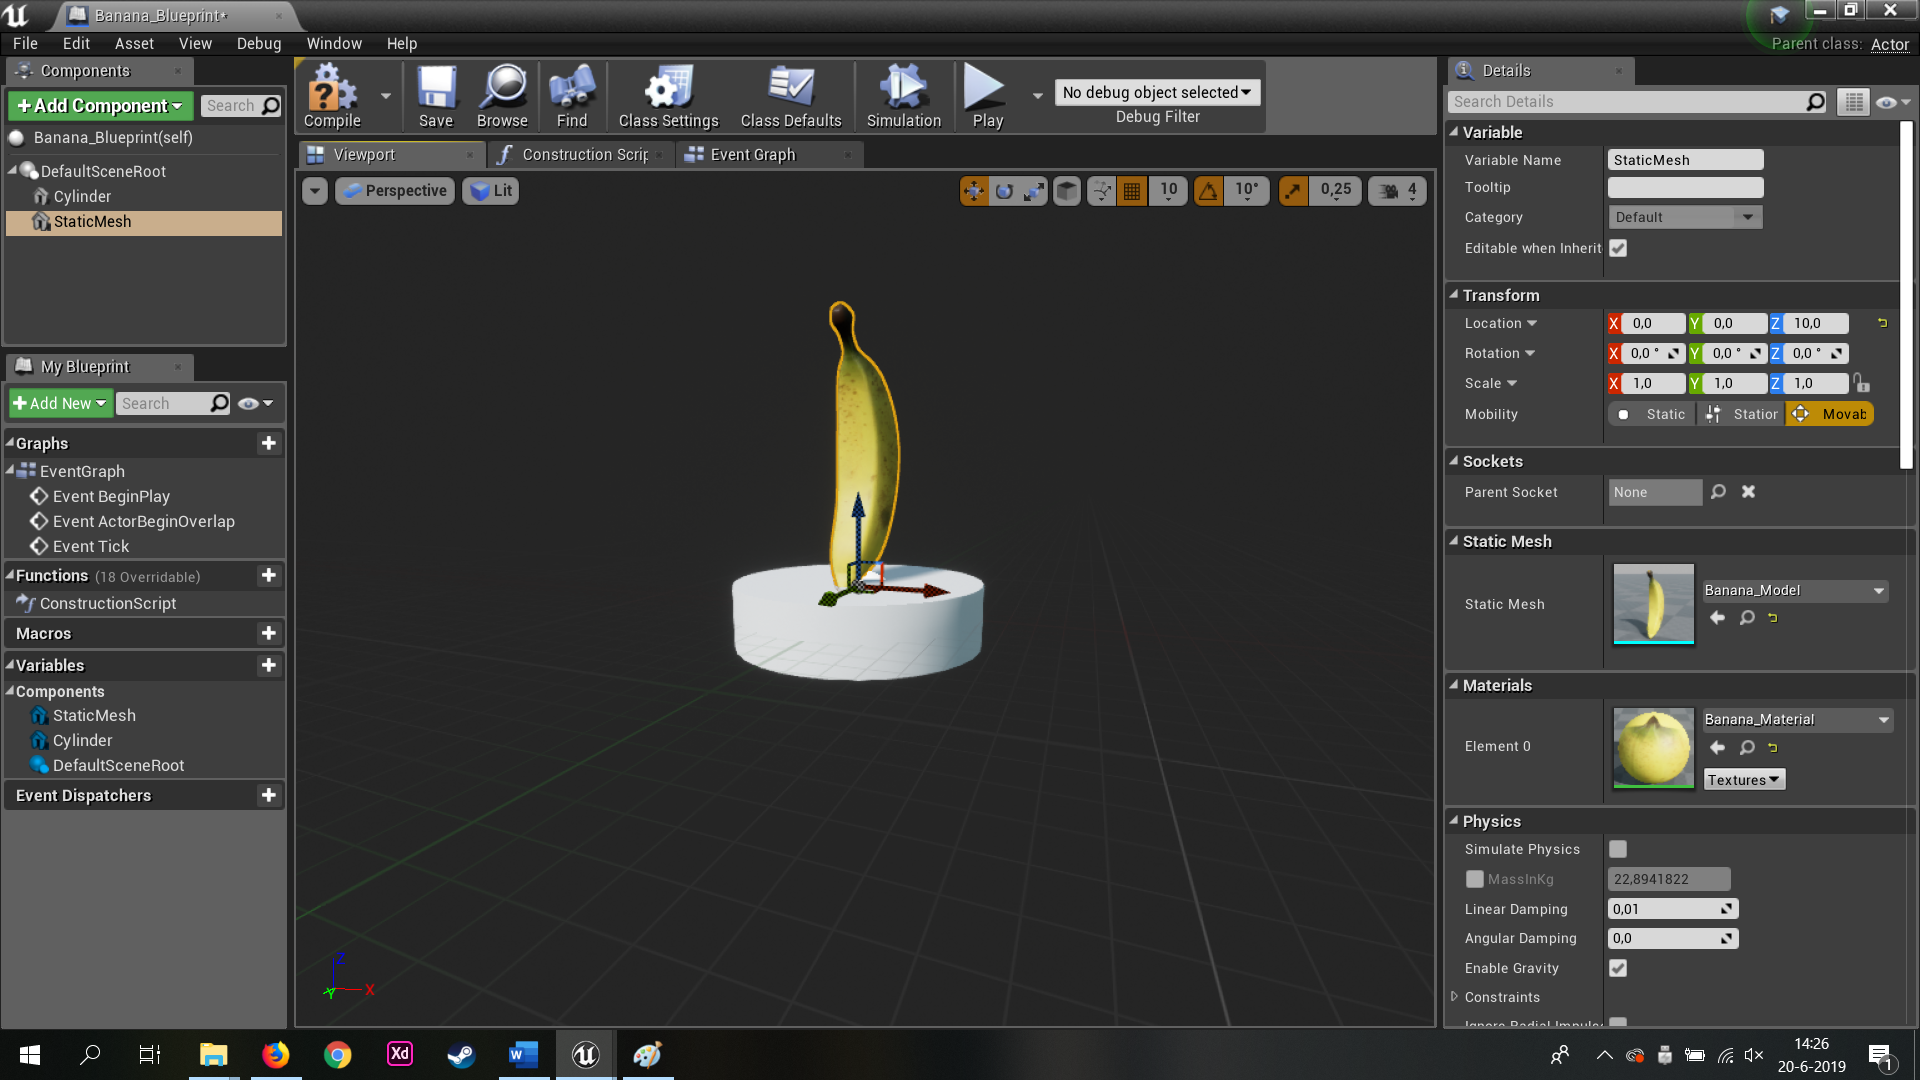 Banana_Blueprint*
File Edit Asset View Debug Window Help
Parent class: Actor
Components
Add Component
Search
Banana_Blueprint(self)
DefaultSceneRoot
Cylinder
StaticMesh
My Blueprint
Add New
Search
Graphs
EventGraph
Event BeginPlay
Event ActorBeginOverlap
Event Tick
Functions (18 Overridable)
ConstructionScript
Macros
Variables
Components
StaticMesh
Cylinder
DefaultSceneRoot
Event Dispatchers
Compile
Save
Browse
Find
Class Settings
Class Defaults
Simulation
Play
No debug object selected
Debug Filter
Viewport
Construction Scrip
Event Graph
Perspective
Lit
10
10°
0,25
4
Z
X
Y
Details
Search Details
Variable
Variable Name StaticMesh
Tooltip
Category Default
Editable when Inherit
Transform
Location X 0,0 Y 0,0 Z 10,0
Rotation X 0,0 ° Y 0,0 ° Z 0,0 °
Scale X 1,0 Y 1,0 Z 1,0
Mobility Static Station Movab
Sockets
Parent Socket None
Static Mesh
Static Mesh Banana_Model
Materials
Element 0 Banana_Material
Textures
Physics
Simulate Physics
MassInKg 22,8941822
Linear Damping 0,01
Angular Damping 0,0
Enable Gravity
Constraints
Ignore Radial Impuls
Xd
W
14:26
20-6-2019
1